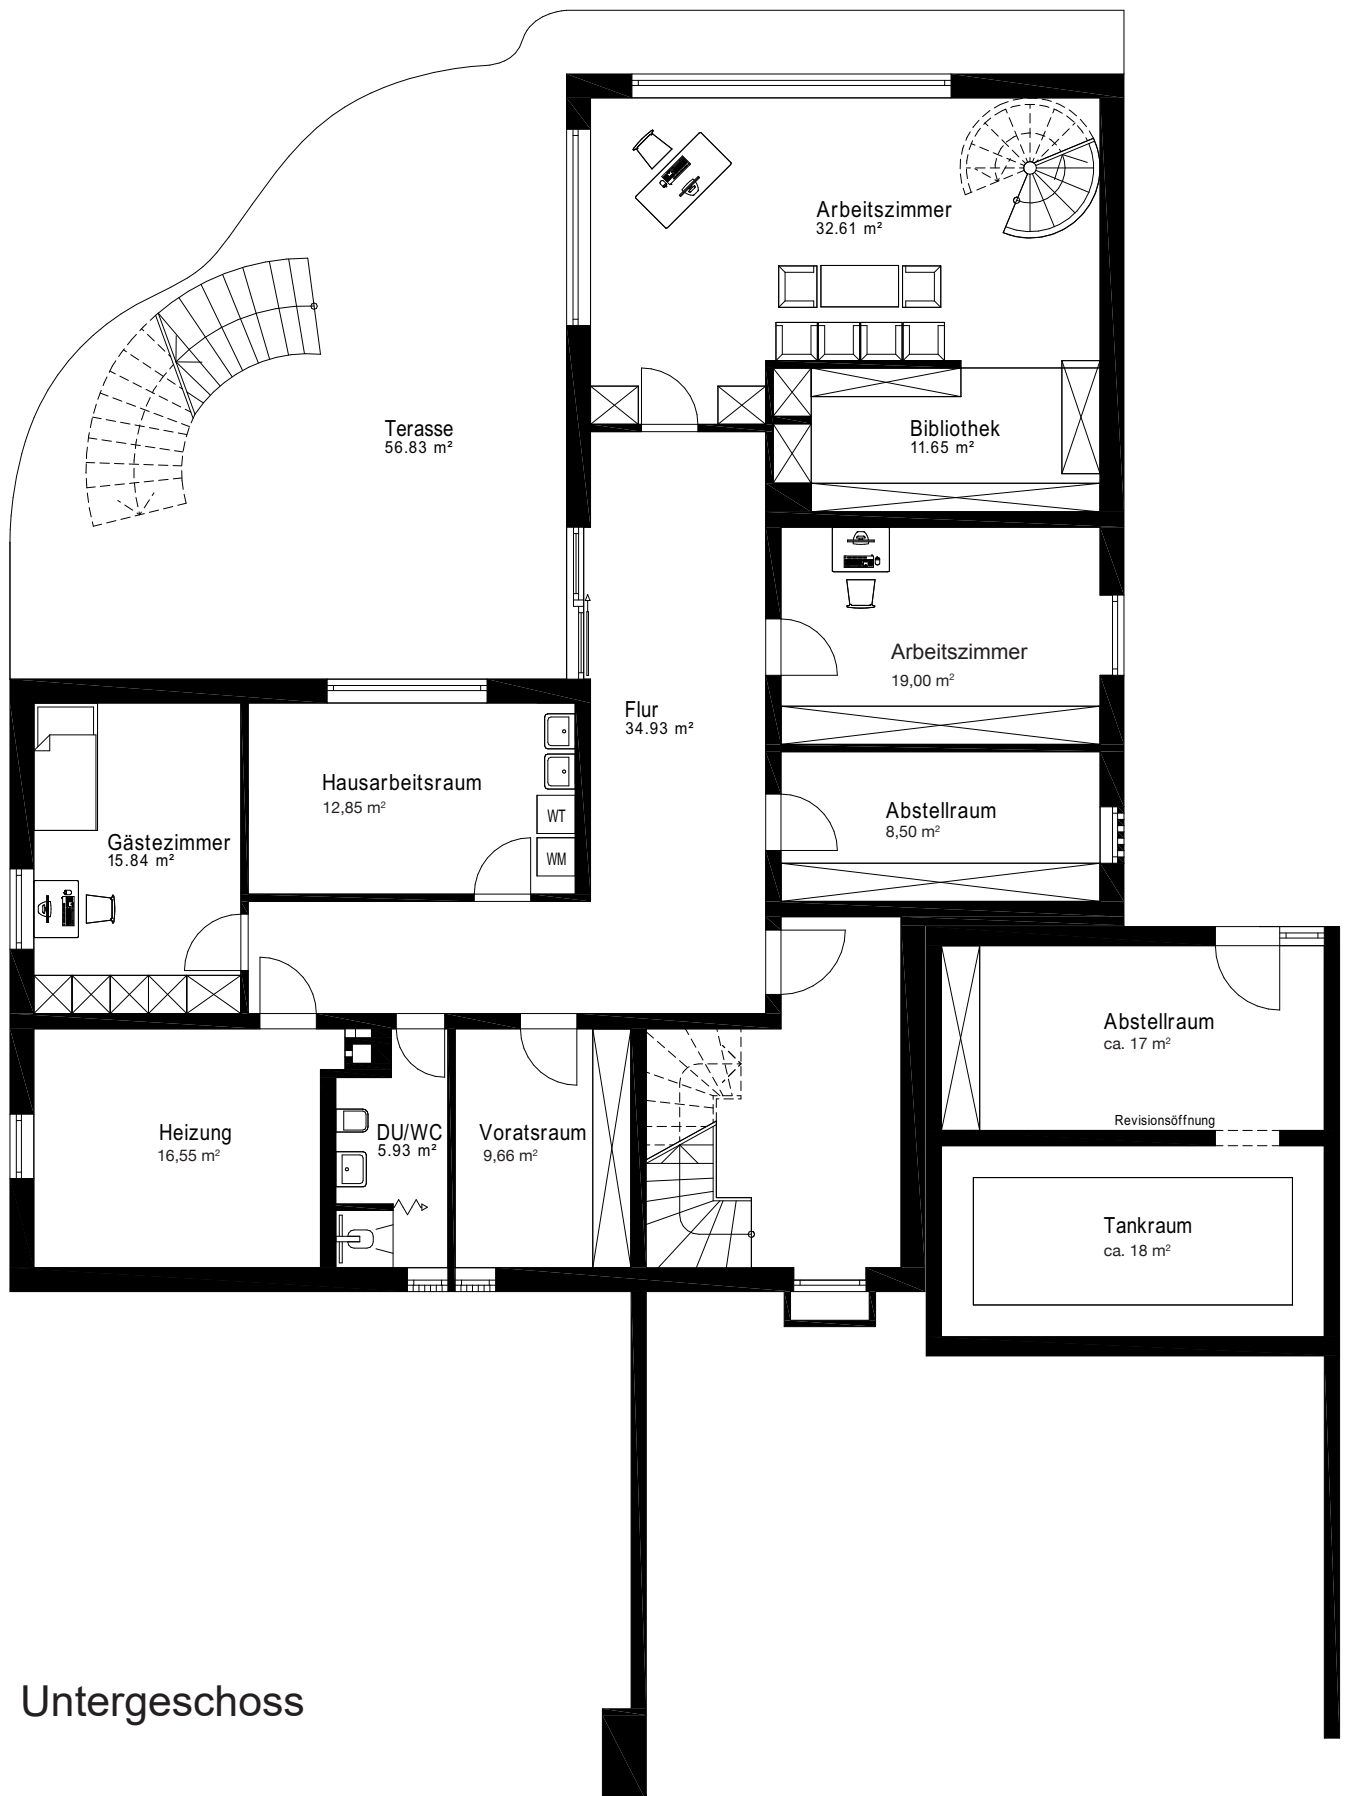 Arbeitszimmer
32.61 m²
Terasse
56.83 m²
Bibliothek
11.65 m²
Arbeitszimmer
19,00 m²
Flur
34.93 m²
Hausarbeitsraum
12,85 m²
WT
WM
Abstellraum
8,50 m²
Gästezimmer
15.84 m²
Abstellraum
ca. 17 m²
Revisionsöffnung
Heizung
16,55 m²
DU/WC
5.93 m²
Voratsraum
9,66 m²
Tankraum
ca. 18 m²
Untergeschoss